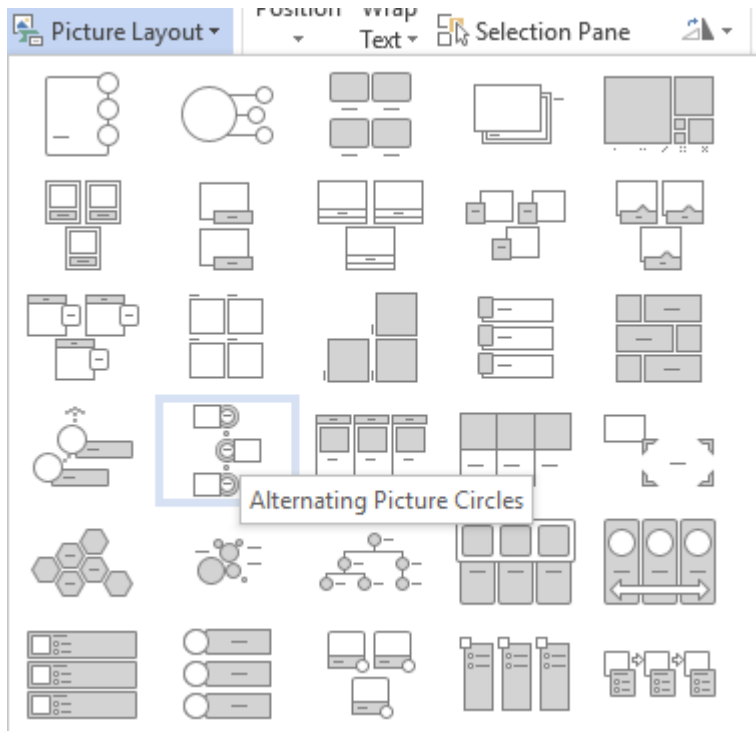 Position Wrap
Picture Layout Text Selection Pane
Alternating Picture Circles